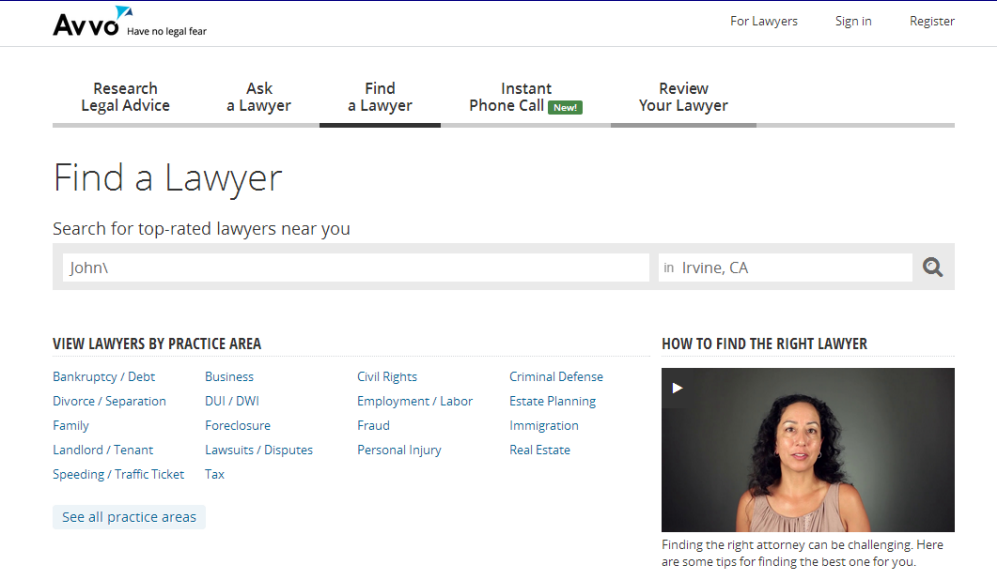 Avvo Have no legal fear
For Lawyers Sign in Register
Research Legal Advice
Ask a Lawyer
Find a Lawyer
Instant Phone Call New!
Review Your Lawyer
Find a Lawyer
Search for top-rated lawyers near you
John\ in Irvine, CA
VIEW LAWYERS BY PRACTICE AREA
Bankruptcy / Debt Business Civil Rights Criminal Defense
Divorce / Separation DUI / DWI Employment / Labor Estate Planning
Family Foreclosure Fraud Immigration
Landlord / Tenant Lawsuits / Disputes Personal Injury Real Estate
Speeding / Traffic Ticket Tax
See all practice areas
HOW TO FIND THE RIGHT LAWYER
Finding the right attorney can be challenging. Here
are some tips for finding the best one for you.